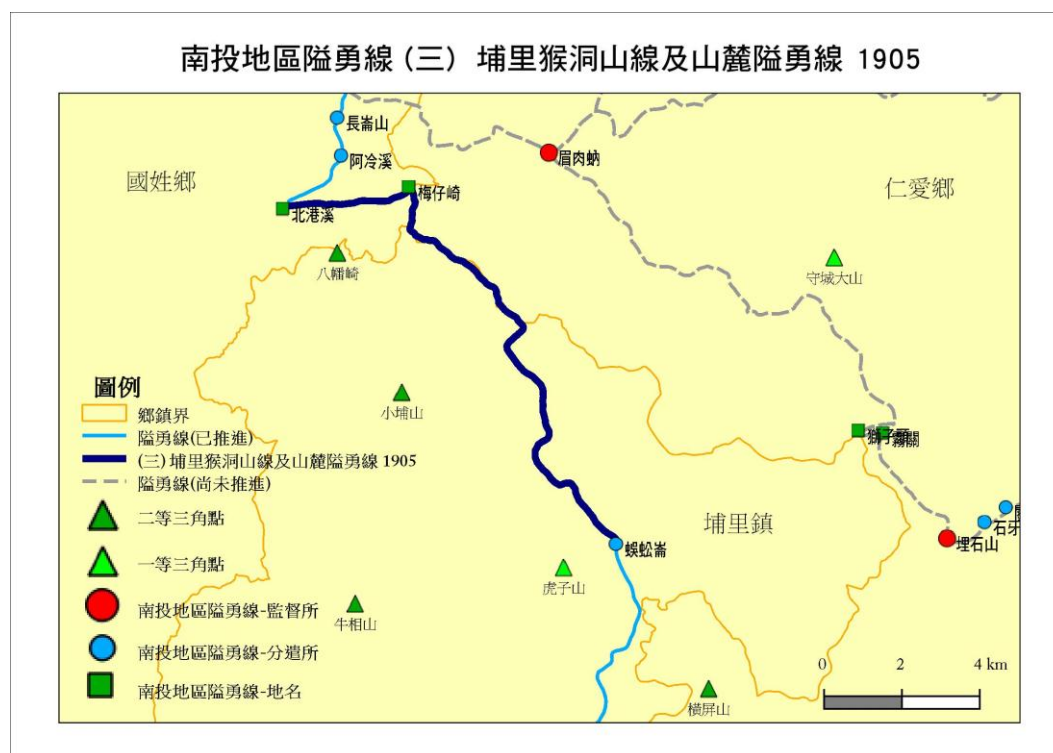 南投地區隘勇線 (三) 埔里猴洞山線及山麓隘勇線 1905
長崙山
阿冷溪
眉肉蚋
國姓鄉
仁愛鄉
梅仔崎
北港溪
八幡崎
守城大山
圖例
鄉鎮界
隘勇線(已推進)
(三) 埔里猴洞山線及山麓隘勇線 1905
隘勇線(尚未推進)
二等三角點
一等三角點
南投地區隘勇線-監督所
南投地區隘勇線-分遣所
南投地區隘勇線-地名
小埔山
獅子頭
霧關
埔里鎮
石牙
埋石山
蜈蚣崙
虎子山
牛相山
橫屏山
0 2 4 km